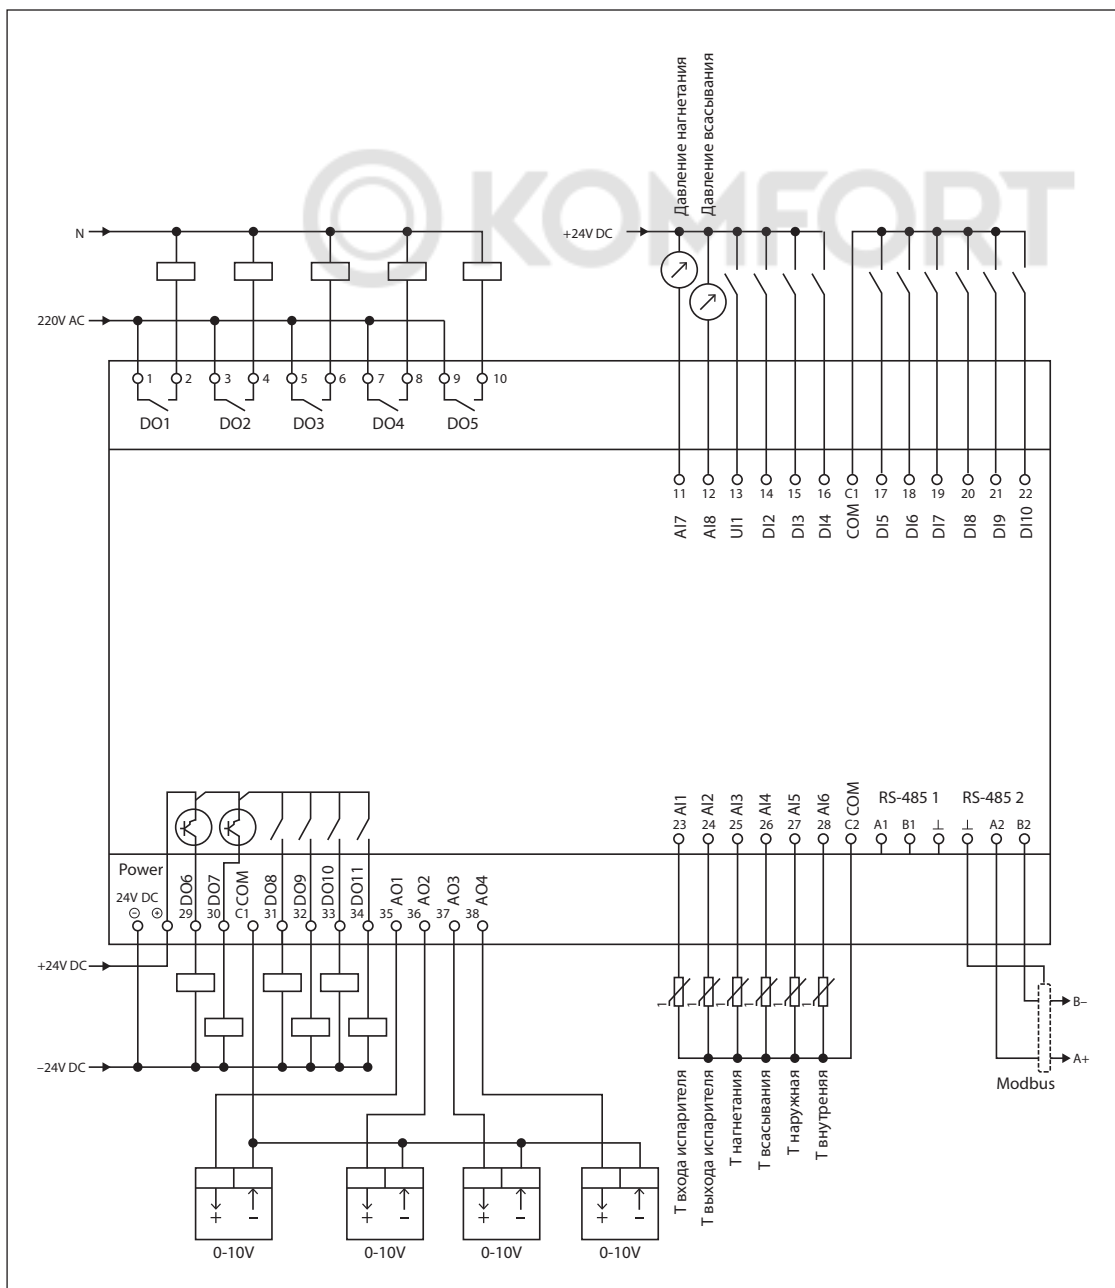 Давление нагнетания
Давление всасывания
KOMFORT
N
+24V DC
220V AC
1 2 3 4 5 6 7 8 9 10
DO1 DO2 DO3 DO4 DO5
11 12 13 14 15 16 C1 17 18 19 20 21 22
AI7 AI8 UI1 DI2 DI3 DI4 COM DI5 DI6 DI7 DI8 DI9 DI10
AI1 AI2 AI3 AI4 AI5 AI6 COM RS-485 1 RS-485 2
23 24 25 26 27 28 C2 A1 B1 ⊥ ⊥ A2 B2
Power
24V DC
⊖ ⊕
DO6 DO7 COM DO8 DO9 DO10 DO11 AO1 AO2 AO3 AO4
29 30 C1 31 32 33 34 35 36 37 38
+24V DC
–24V DC
1 1 1 1 1 1
B–
A+
Modbus
Т входа испарителя
Т выхода испарителя
Т нагнетания
Т всасывания
Т наружная
Т внутреняя
+ – + – + – + –
0-10V 0-10V 0-10V 0-10V